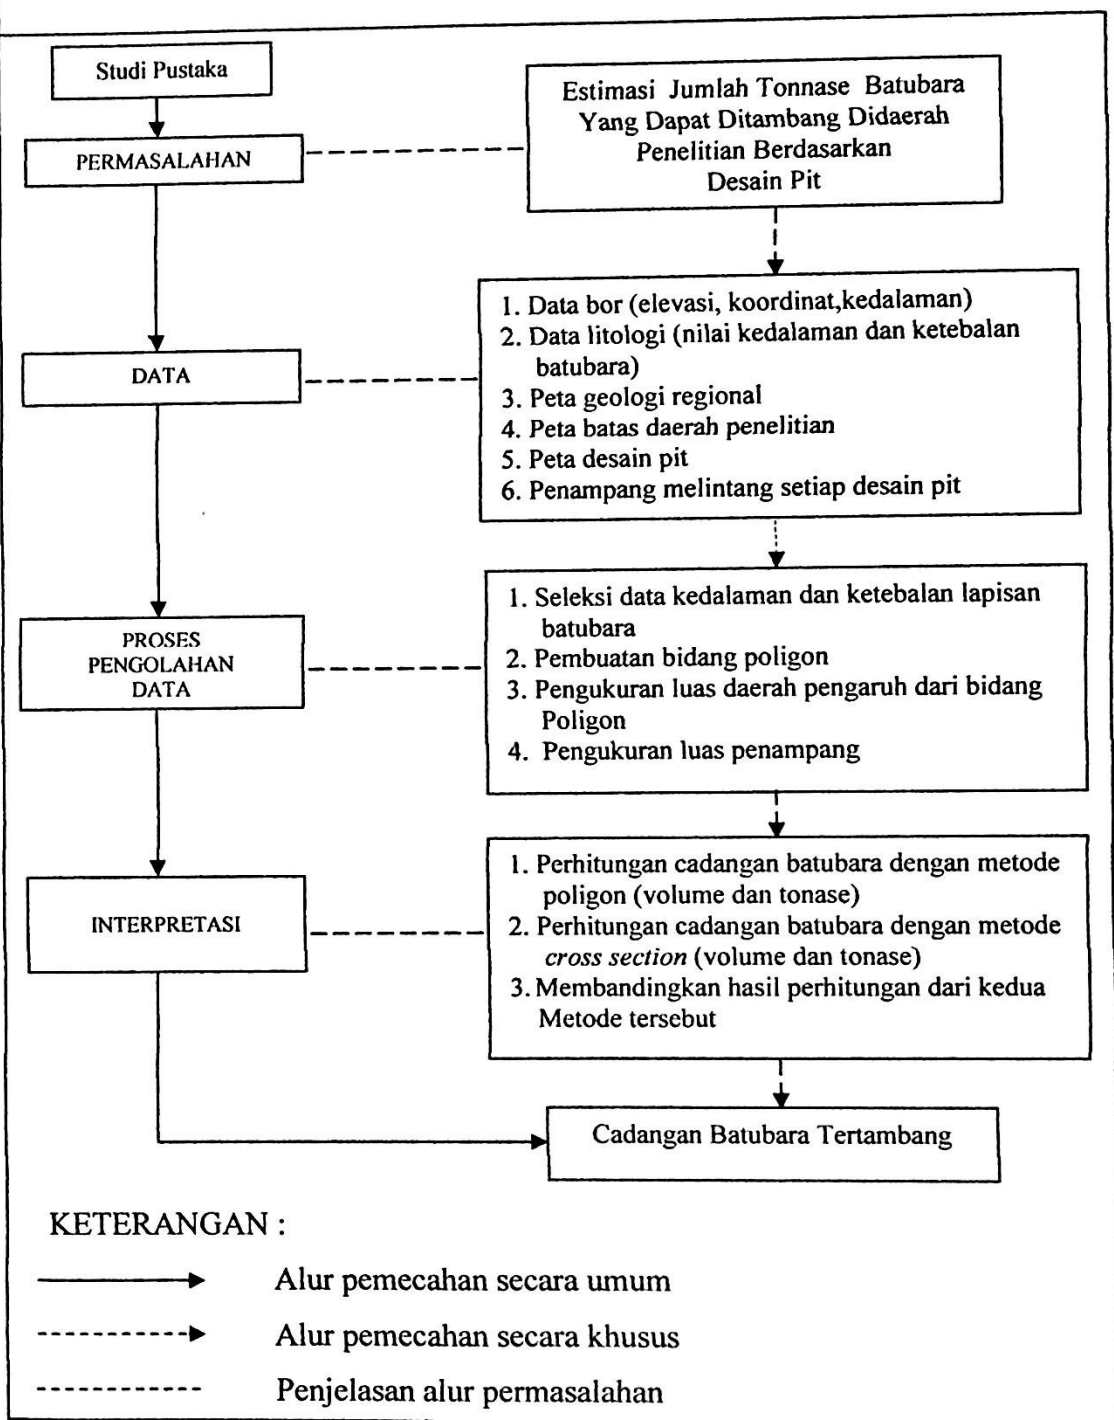 Studi Pustaka
PERMASALAHAN
Estimasi Jumlah Tonnase Batubara
Yang Dapat Ditambang Didaerah
Penelitian Berdasarkan
Desain Pit
DATA
1. Data bor (elevasi, koordinat,kedalaman)
2. Data litologi (nilai kedalaman dan ketebalan
batubara)
3. Peta geologi regional
4. Peta batas daerah penelitian
5. Peta desain pit
6. Penampang melintang setiap desain pit
PROSES
PENGOLAHAN
DATA
1. Seleksi data kedalaman dan ketebalan lapisan
batubara
2. Pembuatan bidang poligon
3. Pengukuran luas daerah pengaruh dari bidang
Poligon
4. Pengukuran luas penampang
INTERPRETASI
1. Perhitungan cadangan batubara dengan metode
poligon (volume dan tonase)
2. Perhitungan cadangan batubara dengan metode
cross section (volume dan tonase)
3. Membandingkan hasil perhitungan dari kedua
Metode tersebut
Cadangan Batubara Tertambang
KETERANGAN :
Alur pemecahan secara umum
Alur pemecahan secara khusus
Penjelasan alur permasalahan